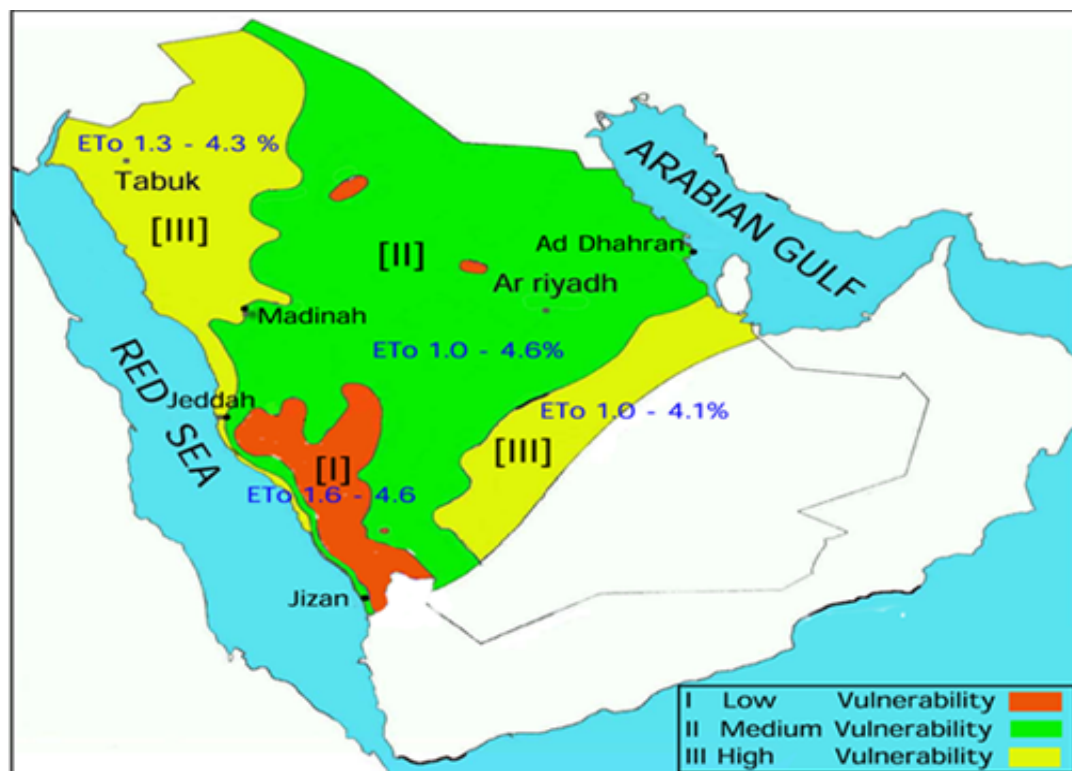 ETo 1.3 - 4.3 %
Tabuk
[III]
ARABIAN GULF
[II]
Ad Dhahran
Ar riyadh
Madinah
ETo 1.0 - 4.6%
RED SEA
Jeddah
ETo 1.0 - 4.1%
[III]
[I]
ETo 1.6 - 4.6
Jizan
I Low Vulnerability
II Medium Vulnerability
III High Vulnerability